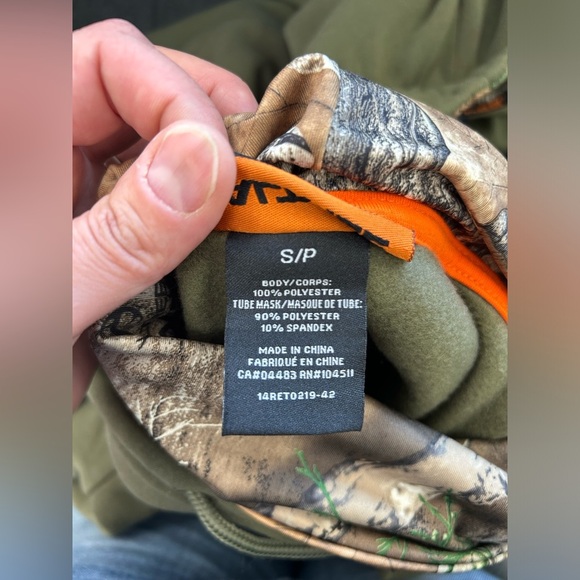 S/P
BODY/CORPS:
100% POLYESTER
TUBE MASK/MASQUE DE TUBE:
90% POLYESTER
10% SPANDEX
MADE IN CHINA
FABRIQUÉ EN CHINE
CA#04483 RN#104511
14RET0219-42